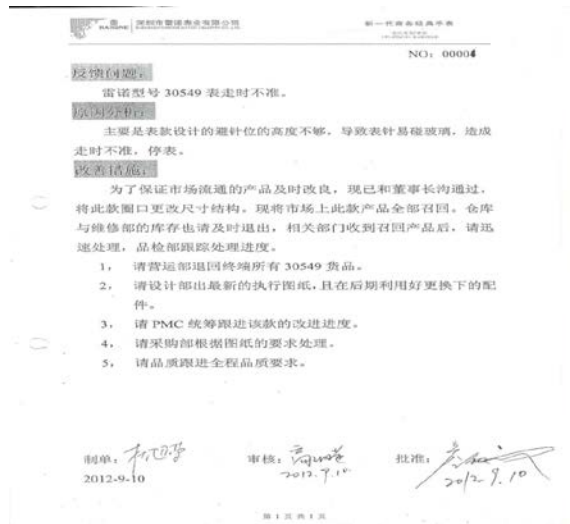 深圳市雷诺表业有限公司
新一代商务经典手表
NO: 00004
反馈问题:
雷诺型号 30549 表走时不准。
原因分析:
主要是表款设计的避针位的高度不够,导致表针易碰玻璃,造成
走时不准,停表。
改善措施:
为了保证市场流通的产品及时改良,现已和董事长沟通过,
将此款圈口更改尺寸结构。现将市场上此款产品全部召回。仓库
与维修部的库存也请及时退出,相关部门收到召回产品后,请迅
速处理,品检部跟踪处理进度。
1, 请营运部退回终端所有 30549 货品。
2, 请设计部出最新的执行图纸,且在后期利用好更换下的配
件。
3, 请 PMC 统筹跟进该款的改进进度。
4, 请采购部根据图纸的要求处理。
5, 请品质跟进全程品质要求。
制单: 审核: 批准:
2012-9-10 2012.9.10 2012.9.10
第 1 页 共 1 页